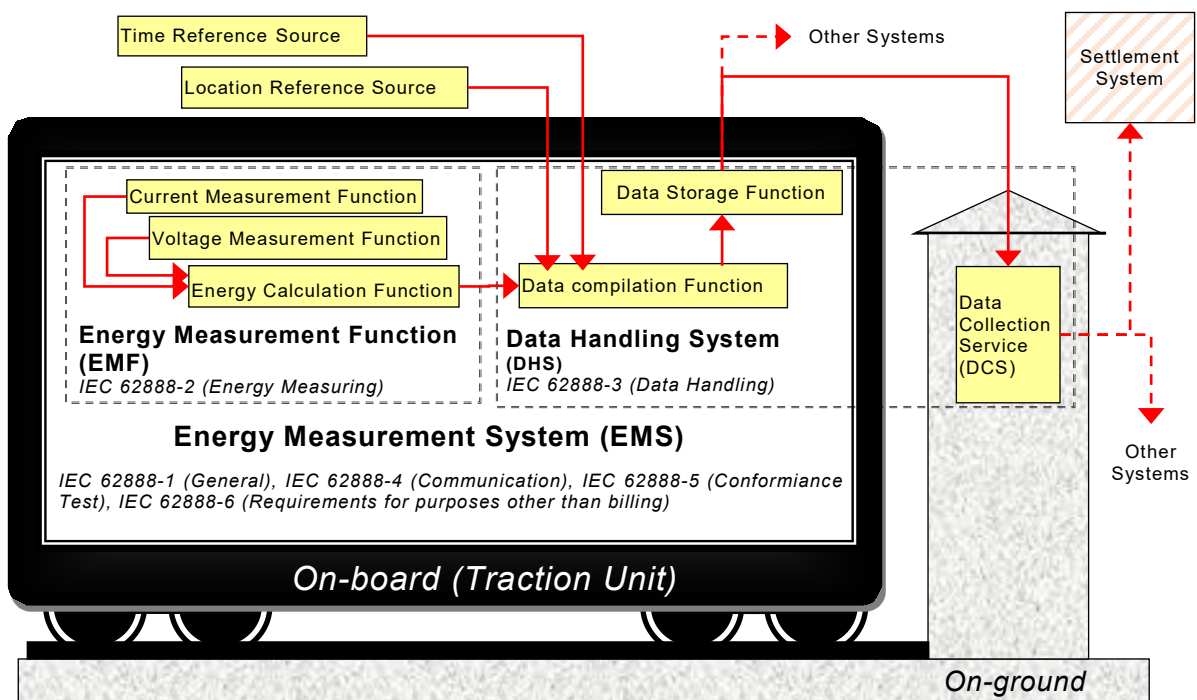 Time Reference Source
Other Systems
Location Reference Source
Settlement
System
Current Measurement Function
Data Storage Function
Voltage Measurement Function
Energy Calculation Function
Data compilation Function
Data
Collection
Service
(DCS)
Energy Measurement Function
(EMF)
IEC 62888-2 (Energy Measuring)
Data Handling System
(DHS)
IEC 62888-3 (Data Handling)
Energy Measurement System (EMS)
IEC 62888-1 (General), IEC 62888-4 (Communication), IEC 62888-5 (Conformiance
Test), IEC 62888-6 (Requirements for purposes other than billing)
Other
Systems
On-board (Traction Unit)
On-ground